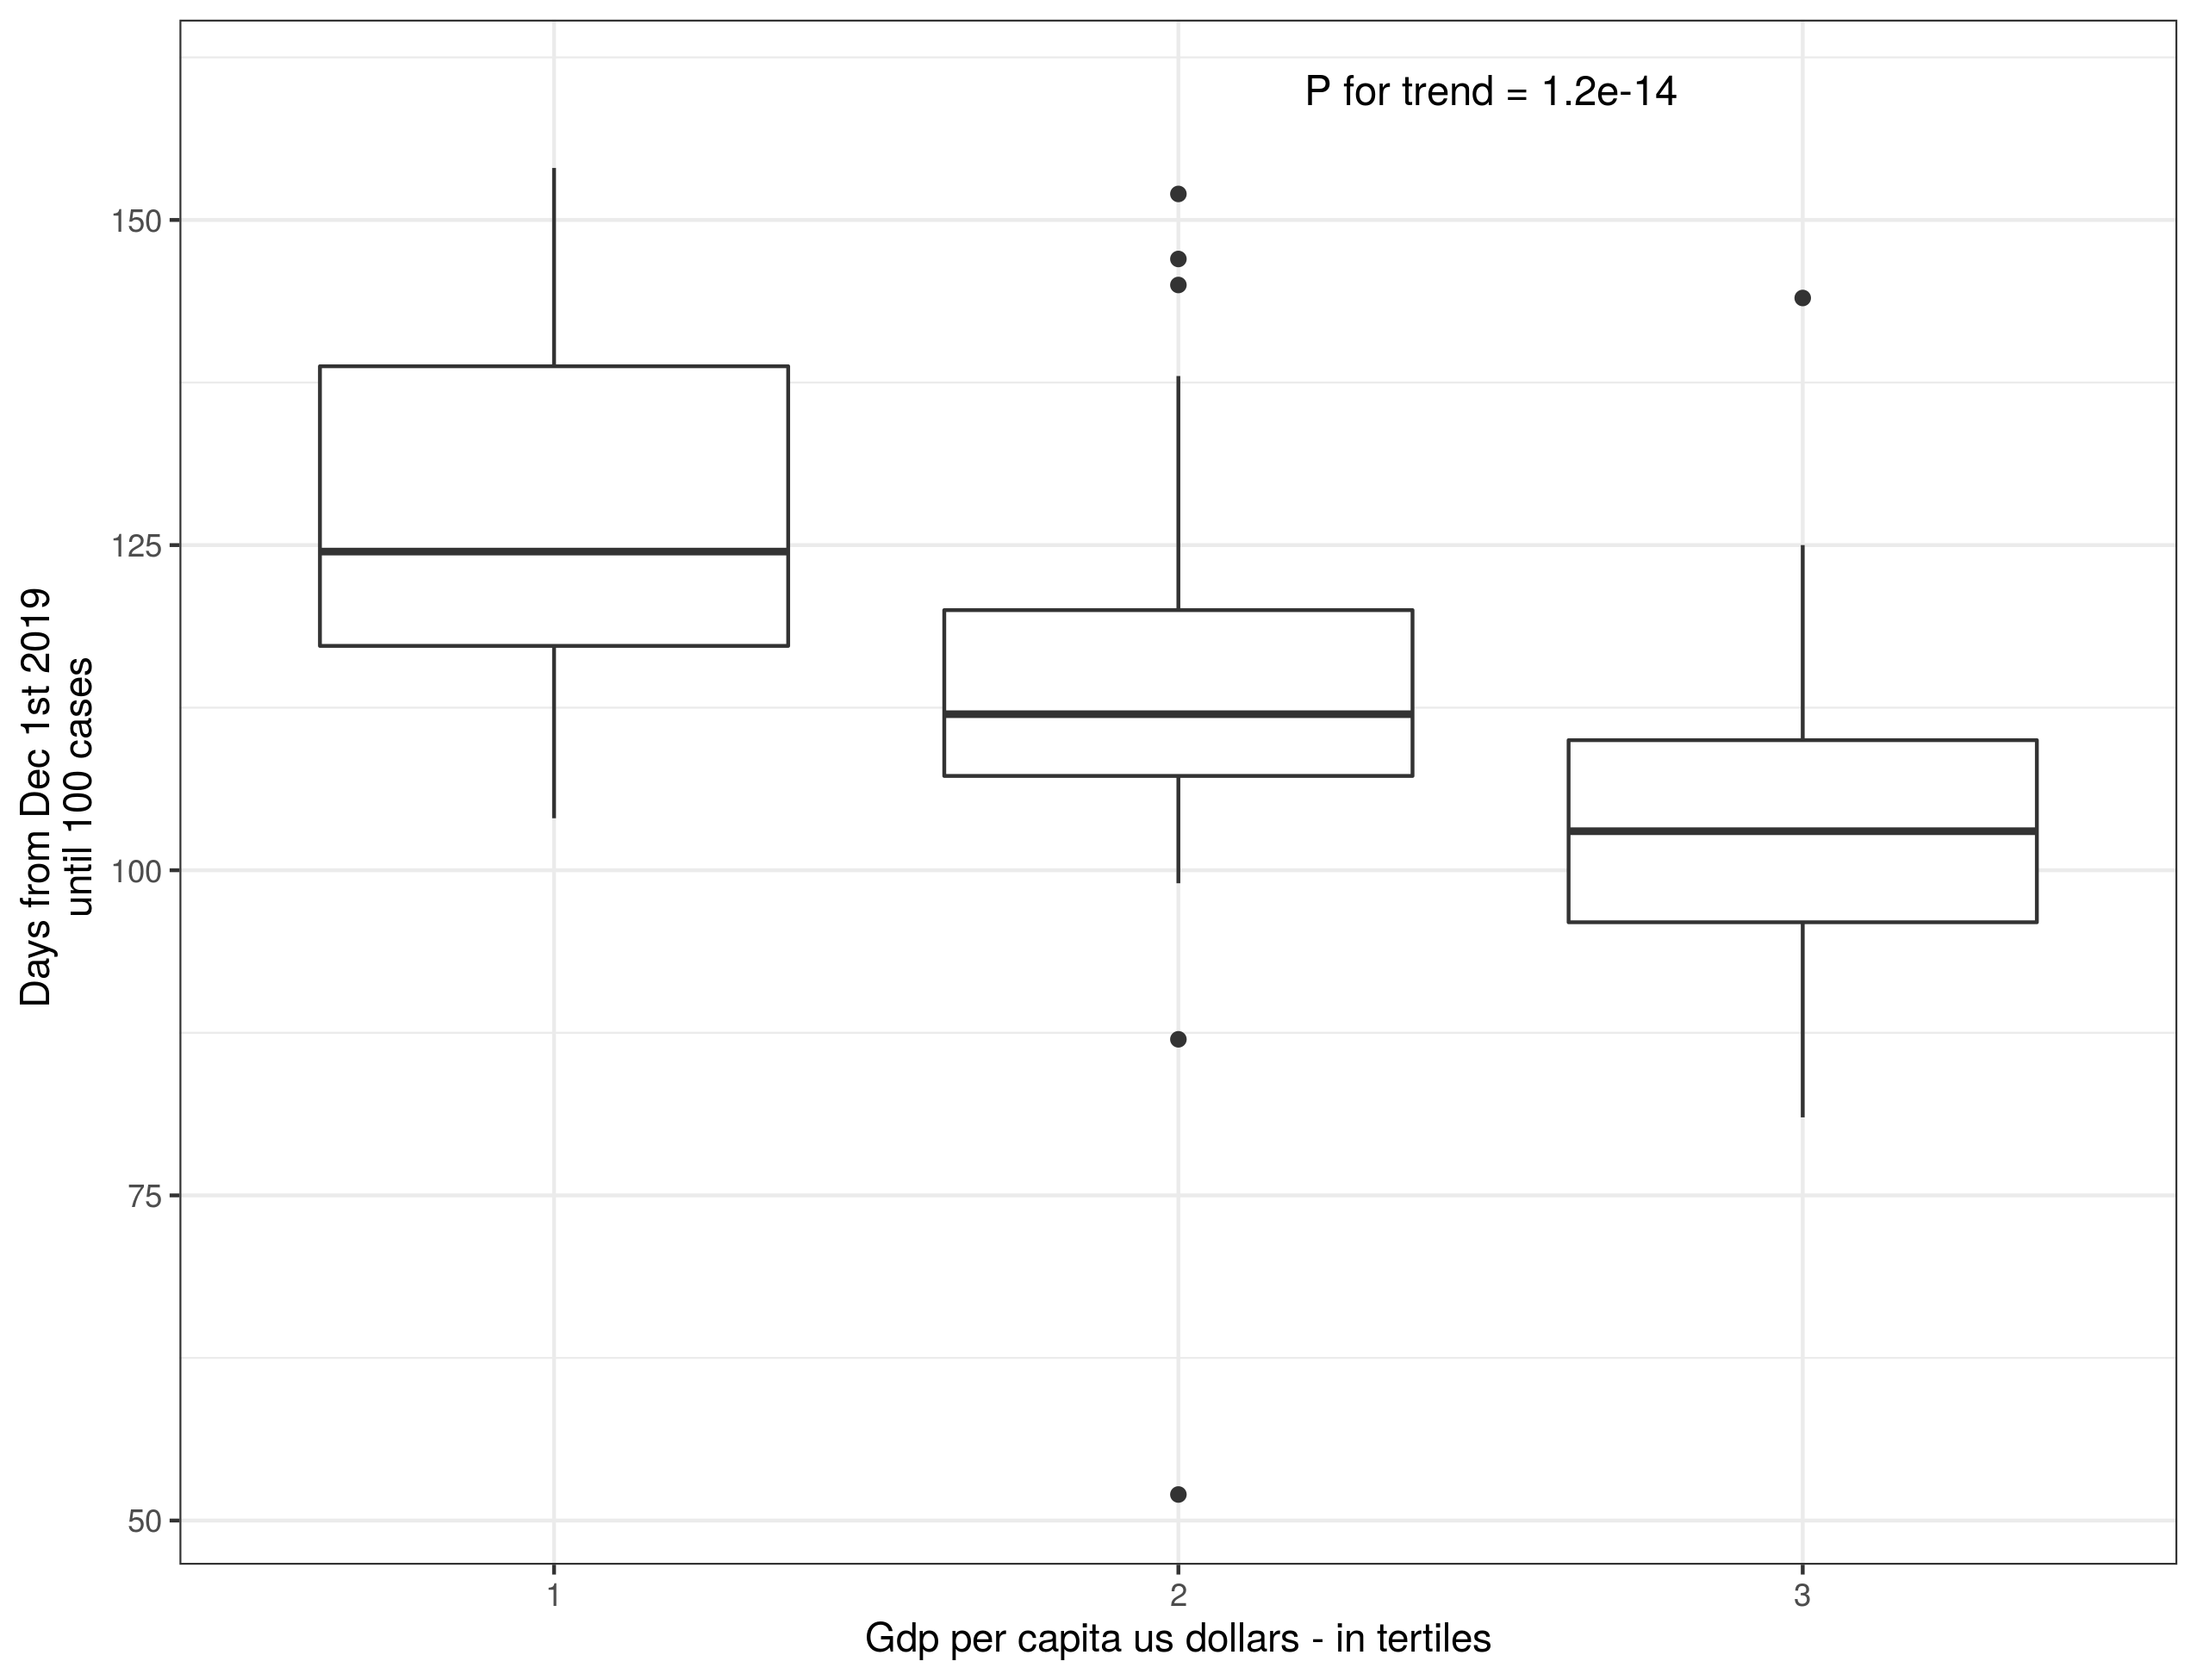 P for trend = 1.2e-14
150
125
100
75
50
Days from Dec 1st 2019
until 100 cases
1
2
3
Gdp per capita us dollars - in tertiles